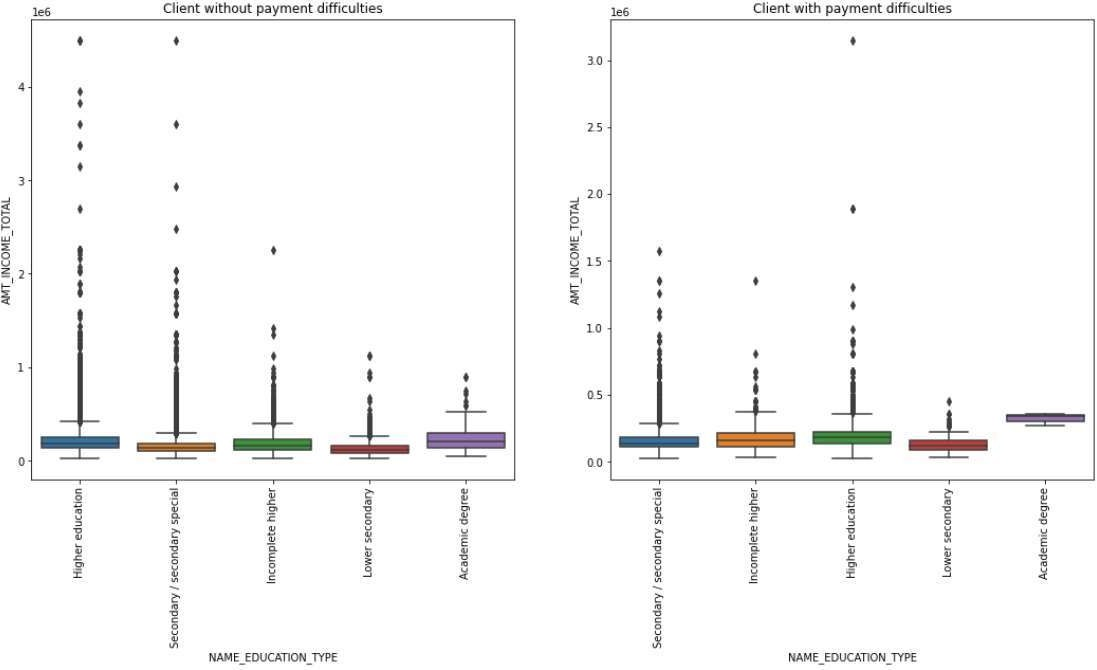 Client without payment difficulties
1e6
4
3
2
1
0
AMT_INCOME_TOTAL
Higher education
Secondary / secondary special
Incomplete higher
Lower secondary
Academic degree
NAME_EDUCATION_TYPE
Client with payment difficulties
1e6
3.0
2.5
2.0
1.5
1.0
0.5
0.0
AMT_INCOME_TOTAL
Secondary / secondary special
Incomplete higher
Higher education
Lower secondary
Academic degree
NAME_EDUCATION_TYPE